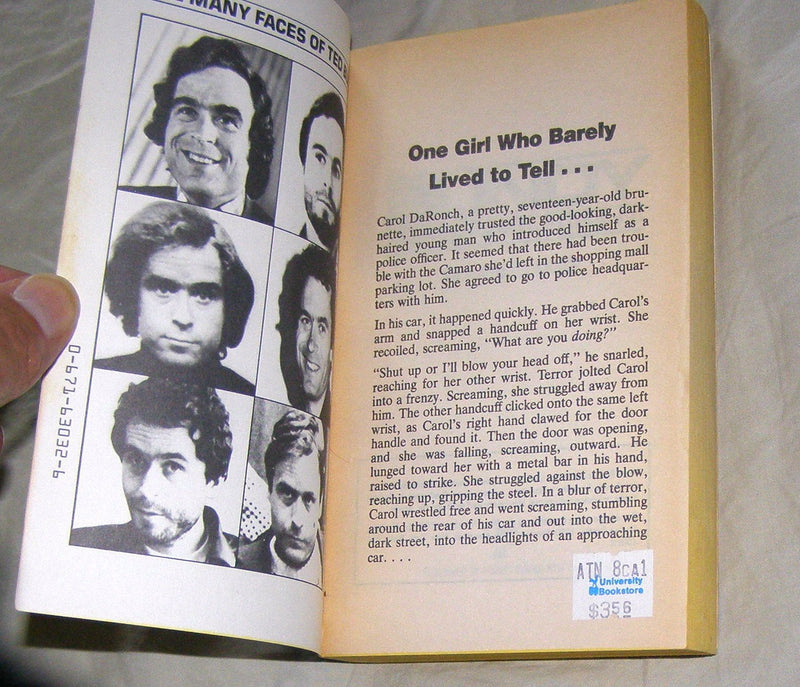 MANY FACES OF TED
0-671-63032-6
One Girl Who Barely
Lived to Tell . . .
Carol DaRonch, a pretty, seventeen-year-old bru-
nette, immediately trusted the good-looking, dark-
haired young man who introduced himself as a
police officer. It seemed that there had been trou-
ble with the Camaro she'd left in the shopping mall
parking lot. She agreed to go to police headquar-
ters with him.
In his car, it happened quickly. He grabbed Carol's
arm and snapped a handcuff on her wrist. She
recoiled, screaming, "What are you doing?"
"Shut up or I'll blow your head off," he snarled,
reaching for her other wrist. Terror jolted Carol
into a frenzy. Screaming, she struggled away from
him. The other handcuff clicked onto the same left
wrist, as Carol's right hand clawed for the door
handle and found it. Then the door was opening,
and she was falling, screaming, outward. He
lunged toward her with a metal bar in his hand,
raised to strike. She struggled against the blow,
reaching up, gripping the steel. In a blur of terror,
Carol wrestled free and went screaming, stumbling
around the rear of his car and out into the wet,
dark street, into the headlights of an approaching
car. . . .
ATN 8CA1
University
Bookstore
$356